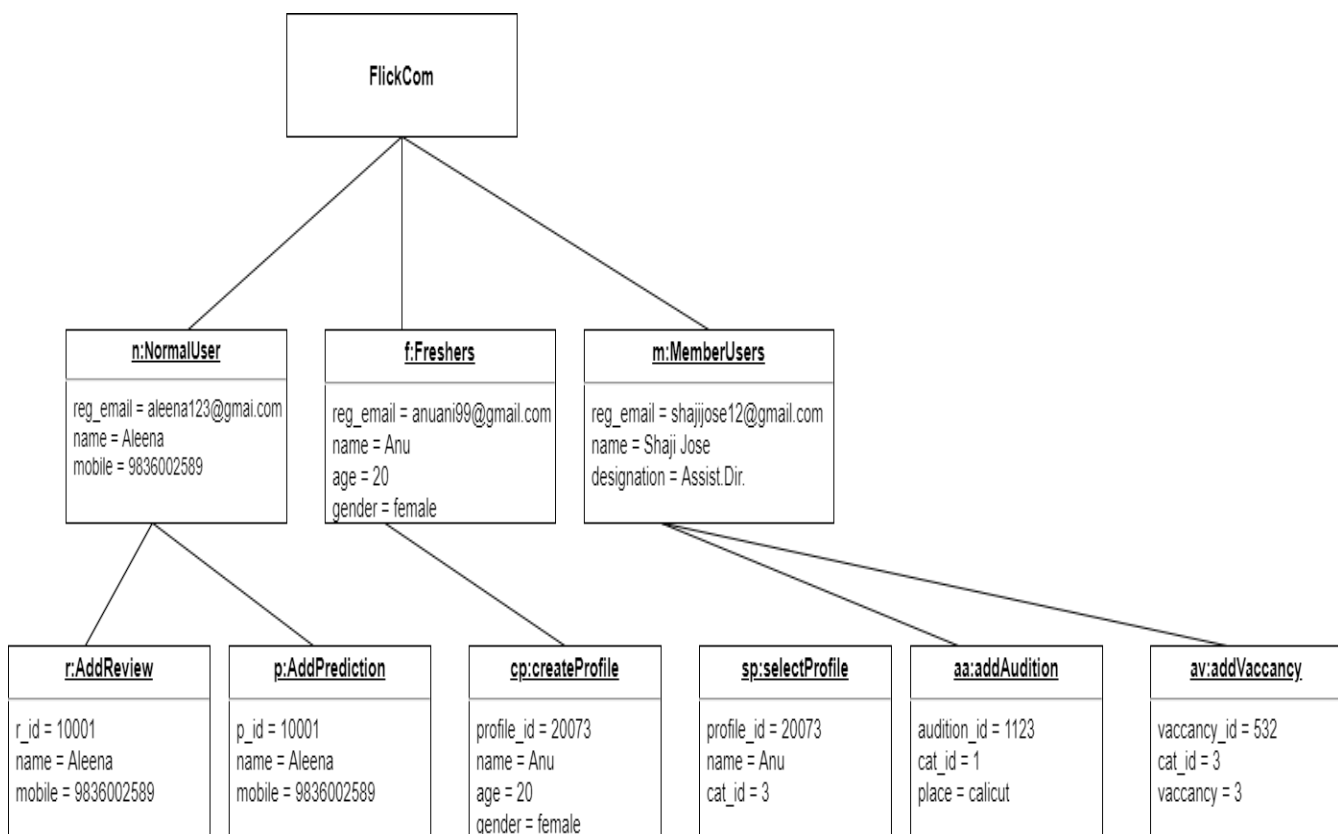 FlickCom
n:NormalUser
reg_email = aleena123@gmai.com
name = Aleena
mobile = 9836002589
f:Freshers
reg_email = anuani99@gmail.com
name = Anu
age = 20
gender = female
m:MemberUsers
reg_email = shajijose12@gmail.com
name = Shaji Jose
designation = Assist.Dir.
r:AddReview
r_id = 10001
name = Aleena
mobile = 9836002589
p:AddPrediction
p_id = 10001
name = Aleena
mobile = 9836002589
cp:createProfile
profile_id = 20073
name = Anu
age = 20
gender = female
sp:selectProfile
profile_id = 20073
name = Anu
cat_id = 3
aa:addAudition
audition_id = 1123
cat_id = 1
place = calicut
av:addVaccancy
vaccancy_id = 532
cat_id = 3
vaccancy = 3